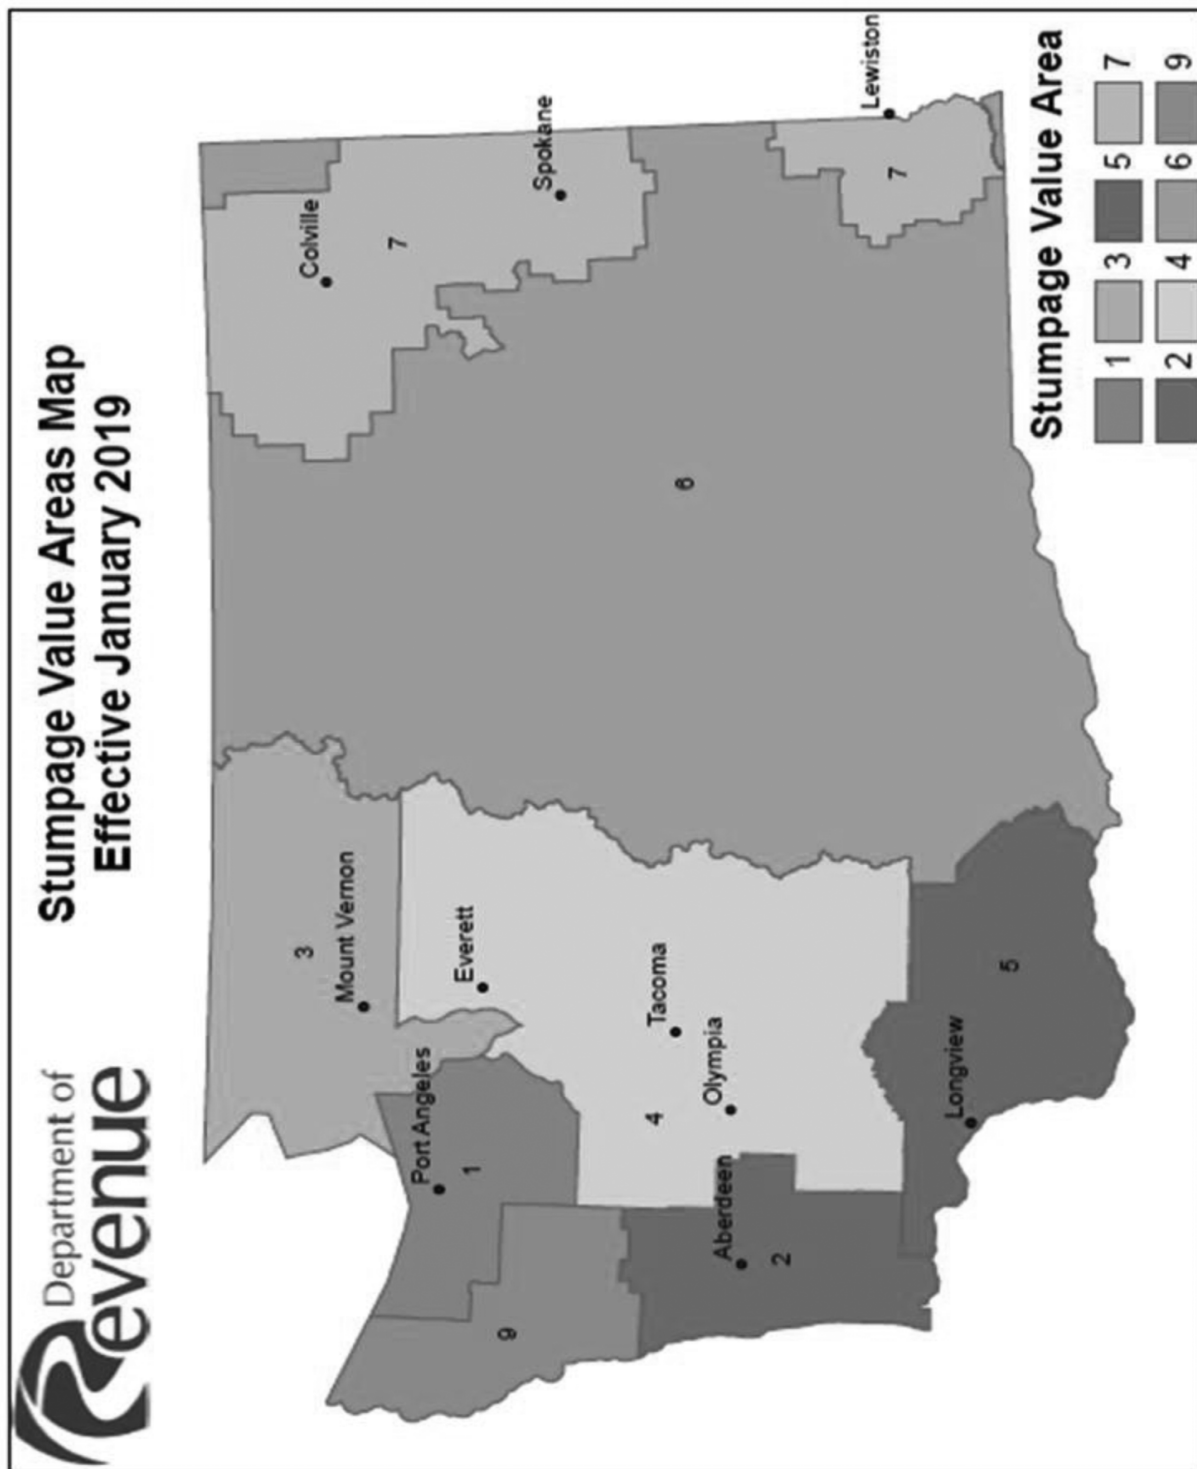 Department of
Revenue
Stumpage Value Areas Map
Effective January 2019
3
Mount Vernon
Colville
7
Port Angeles
1
Everett
Spokane
9
6
4
Tacoma
Olympia
Aberdeen
2
7
Lewiston
Longview
5
Stumpage Value Area
1 3 5 7
2 4 6 9